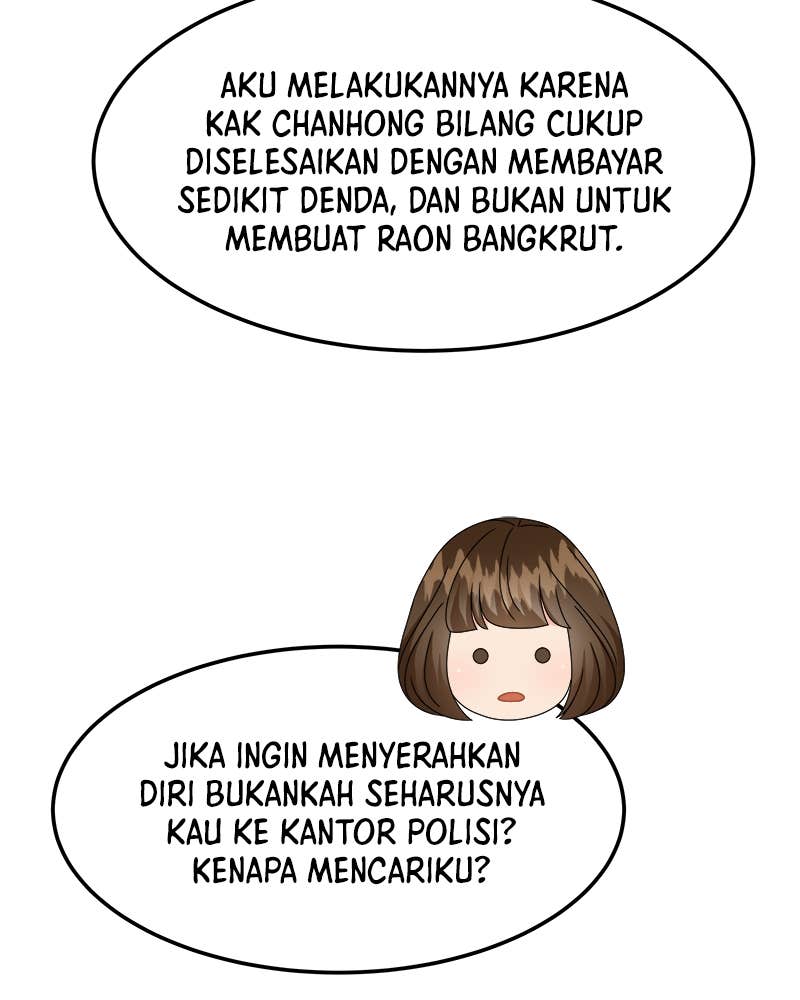 AKU MELAKUKANNYA KARENA
KAK CHANHONG BILANG CUKUP
DISELESAIKAN DENGAN MEMBAYAR
SEDIKIT DENDA, DAN BUKAN UNTUK
MEMBUAT RAON BANGKRUT.
JIKA INGIN MENYERAHKAN
DIRI BUKANKAH SEHARUSNYA
KAU KE KANTOR POLISI?
KENAPA MENCARIKU?